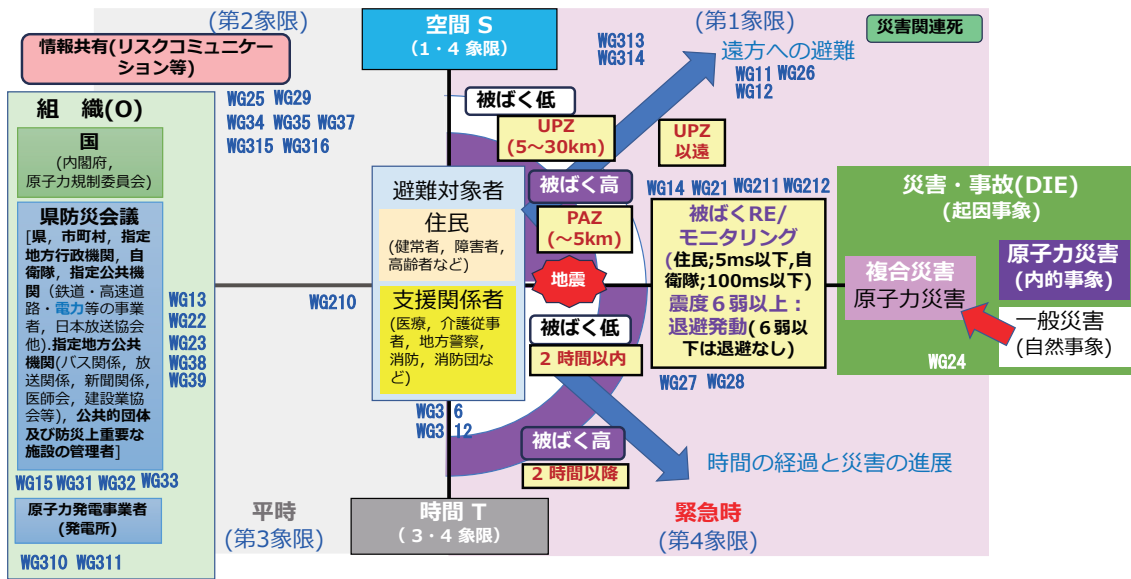 (第2象限)
空間 S
(1・4 象限)
(第1象限)
災害関連死
情報共有(リスクコミュニケー
ション等)
WG313
WG314
遠方への避難
WG11 WG26
WG12
組 織(O)
国
(内閣府,
原子力規制委員会)
県防災会議
[県, 市町村, 指定
地方行政機関, 自
衛隊, 指定公共機
関（鉄道・高速道
路・電力等の事業
者, 日本放送協会
他).指定地方公共
機関(バス関係, 放
送関係, 新聞関係,
医師会, 建設業協
会等), 公共的団体
及び防災上重要な
施設の管理者]
WG15 WG31 WG32 WG33
原子力発電事業者
(発電所)
WG310 WG311
WG25 WG29
WG34 WG35 WG37
WG315 WG316
WG13
WG22
WG23
WG38
WG39
WG210
被ばく低
UPZ
(5～30km)
UPZ
以遠
避難対象者
住民
(健常者, 障害者,
高齢者など)
支援関係者
(医療, 介護従事
者, 地方警察,
消防, 消防団な
ど)
被ばく高
PAZ
(～5km)
地震
被ばく低
2 時間以内
被ばく高
2 時間以降
WG3 6
WG3 12
WG14 WG21 WG211 WG212
被ばくRE/
モニタリング
(住民;5ms以下,自
衛隊;100ms以下)
震度６弱以上：
退避発動(６弱以
下は退避なし)
WG27 WG28
災害・事故(DIE)
(起因事象)
複合災害
原子力災害
原子力災害
(内的事象)
一般災害
(自然事象)
WG24
時間の経過と災害の進展
平時
(第3象限)
時間 T
（ 3・4 象限）
緊急時
(第4象限)